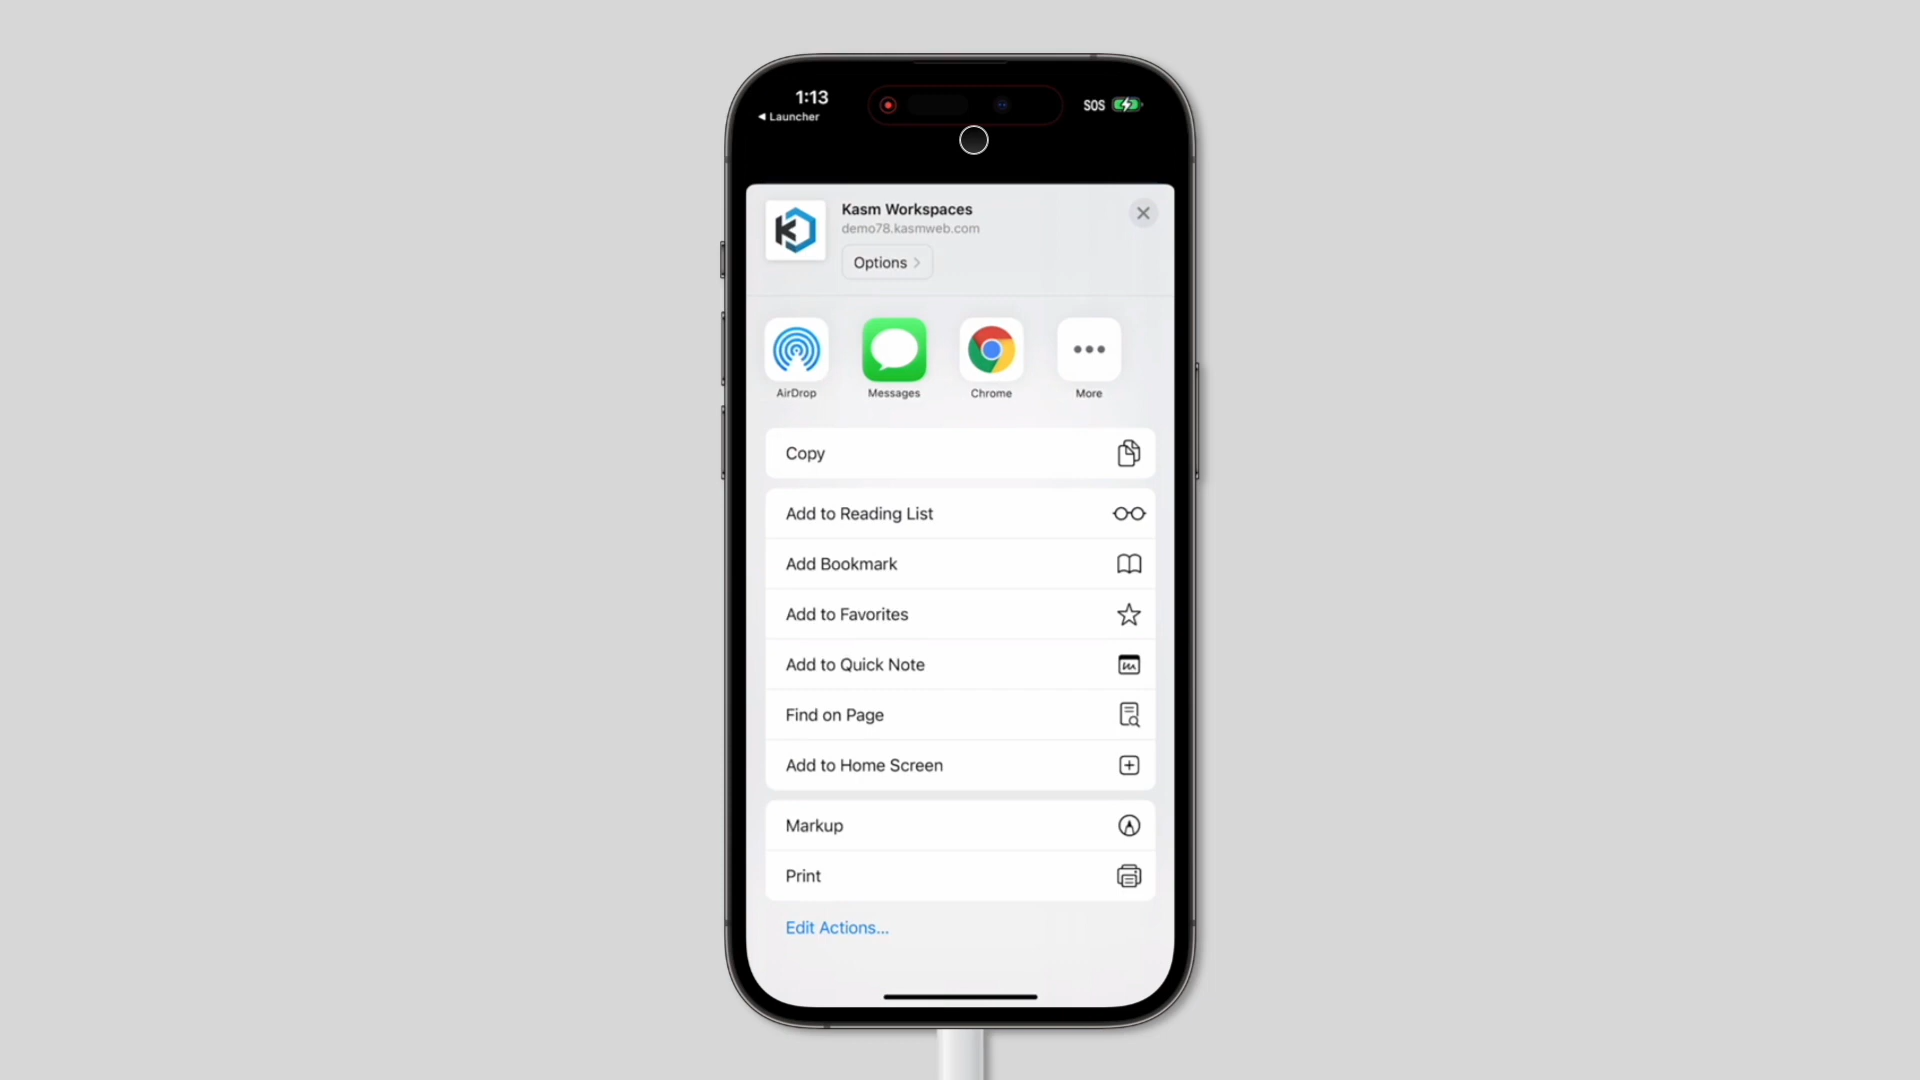 1:13
◀ Launcher
SOS
Kasm Workspaces
demo78.kasmweb.com
Options >
AirDrop
Messages
Chrome
More
Copy
Add to Reading List
Add Bookmark
Add to Favorites
Add to Quick Note
Find on Page
Add to Home Screen
Markup
Print
Edit Actions...